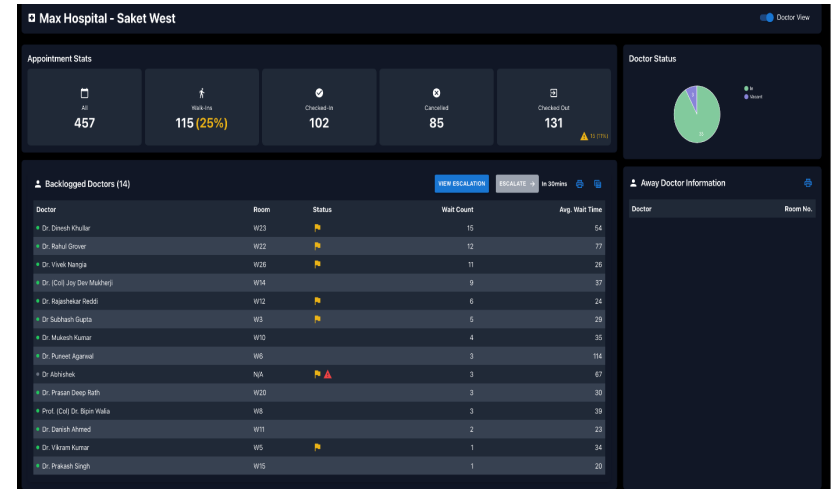 Max Hospital - Saket West
Doctor View
Appointment Stats
All
457
Walk-Ins
115 (25%)
Checked-In
102
Cancelled
85
Checked Out
131
Doctor Status
In
Vacant
Backlogged Doctors (14)
VIEW ESCALATION
ESCALATE → In 30mins
Doctor Room Status Wait Count Avg. Wait Time
Dr. Dinesh Khullar W23 15 54
Dr. Rahul Grover W22 12 77
Dr. Vivek Nangia W26 11 26
Dr. (Col) Joy Dev Mukherji W14 9 37
Dr. Rajashekar Reddi W12 6 24
Dr Subhash Gupta W3 5 29
Dr. Mukesh Kumar W10 4 35
Dr. Puneet Agarwal W6 3 114
Dr Abhishek N/A 3 67
Dr. Prasan Deep Rath W20 3 30
Prof. (Col) Dr. Bipin Walia W8 3 39
Dr. Danish Ahmed W11 2 23
Dr. Vikram Kumar W5 1 34
Dr. Prakash Singh W15 1 20
Away Doctor Information
Doctor Room No.